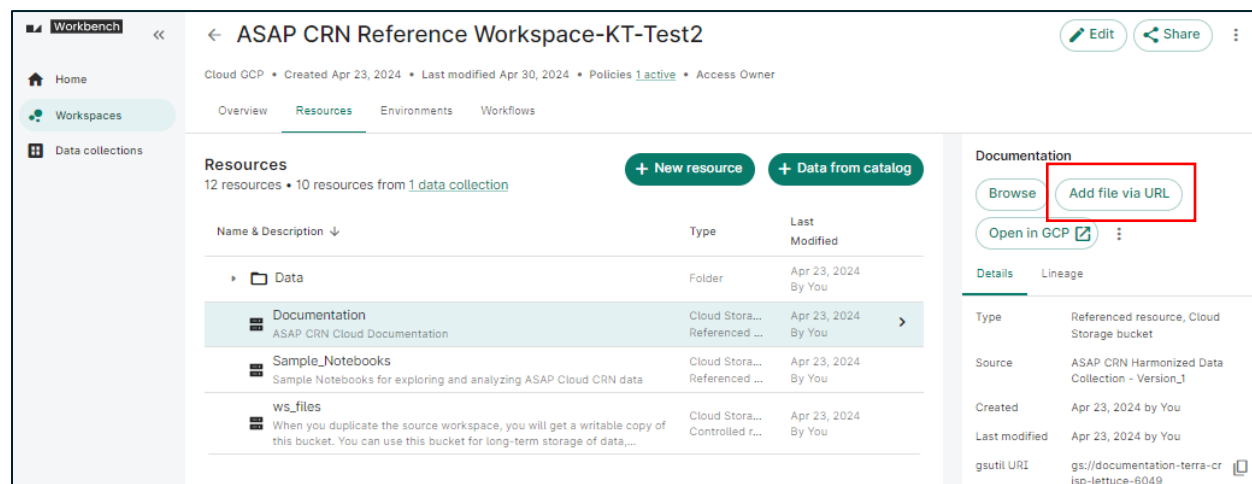 Workbench
Home
Workspaces
Data collections
ASAP CRN Reference Workspace-KT-Test2
Edit
Share
Cloud GCP • Created Apr 23, 2024 • Last modified Apr 30, 2024 • Policies 1 active • Access Owner
Overview Resources Environments Workflows
Resources
12 resources • 10 resources from 1 data collection
+ New resource
+ Data from catalog
Name & Description
Type
Last
Modified
Data
Folder
Apr 23, 2024
By You
Documentation
ASAP CRN Cloud Documentation
Cloud Stora...
Referenced ...
Apr 23, 2024
By You
Sample_Notebooks
Sample Notebooks for exploring and analyzing ASAP Cloud CRN data
Cloud Stora...
Referenced ...
Apr 23, 2024
By You
ws_files
When you duplicate the source workspace, you will get a writable copy of
this bucket. You can use this bucket for long-term storage of data,...
Cloud Stora...
Controlled r...
Apr 23, 2024
By You
Documentation
Browse
Add file via URL
Open in GCP
Details Lineage
Type
Referenced resource, Cloud
Storage bucket
Source
ASAP CRN Harmonized Data
Collection - Version_1
Created
Apr 23, 2024 by You
Last modified
Apr 23, 2024 by You
gsutil URI
gs://documentation-terra-cr
isp-lettuce-6049